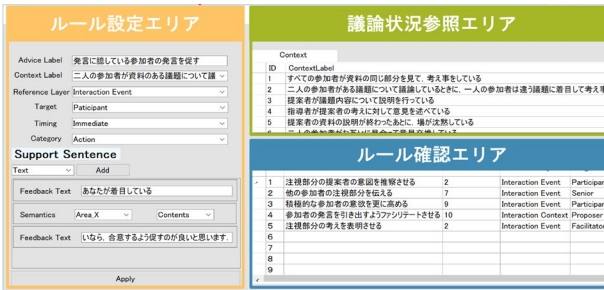 ルール設定エリア
Advice Label 発言に臆している参加者の発言を促す
Context Label 二人の参加者が資料のある議題について議
Reference Layer Interaction Event
Target Paticipant
Timing Immediate
Category Action
Support Sentence
Text Add
Feedback Text あなたが着目している
Semantics Area_X Contents
Feedback Text いなら、合意するよう促すのが良いと思います.
Apply
議論状況参照エリア
Context
ID ContextLabel
1 すべての参加者が資料の同じ部分を見て、考え事をしている
2 二人の参加者がある議題について議論しているときに、一人の参加者は違う議題に着目して考え事
3 提案者が議題内容について説明を行っている
4 指導者が提案者の考えに対して意見を述べている
5 提案者の資料の説明が終わったあとに、場が沈黙している
ルール確認エリア
1 注視部分の提案者の意図を推察させる 2 Interaction Event Participan
2 他の参加者の注視部分を伝える 7 Interaction Event Senior
3 積極的な参加者の意欲を更に高める 9 Interaction Event Participan
4 参加者の発言を引き出すようファシリテートさせる 10 Interaction Context Proposer
5 注視部分の考えを表明させる 2 Interaction Event Facilitator
6
7
8
9